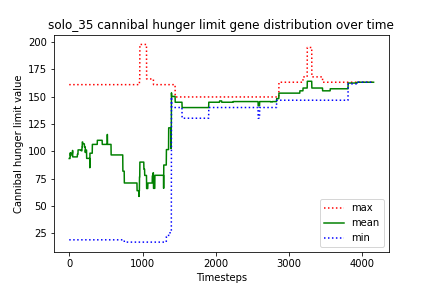 solo_35 cannibal hunger limit gene distribution over time
Cannibal hunger limit value
200
175
150
125
100
75
50
25
0
1000
2000
3000
4000
Timesteps
max
mean
min